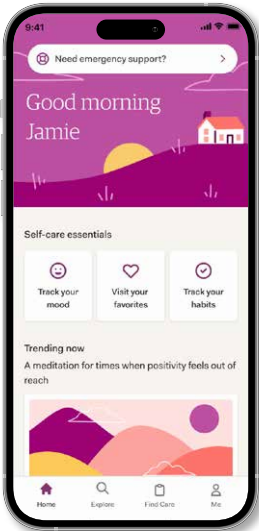 9:41
Need emergency support?
Good morning
Jamie
Self-care essentials
Track your
mood
Visit your
favorites
Track your
habits
Trending now
A meditation for times when positivity feels out of
reach
Home
Explore
Find Care
Me